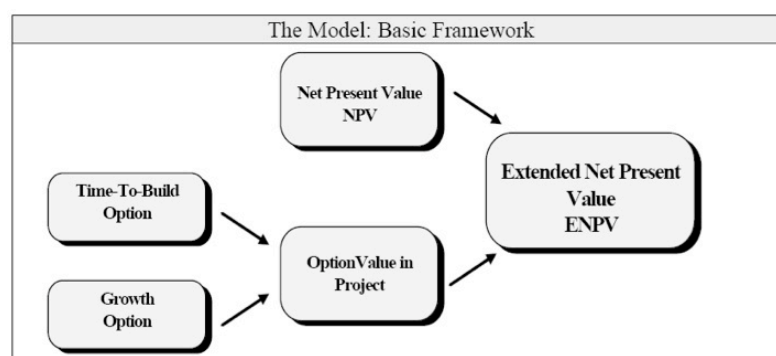 The Model: Basic Framework
Net Present Value
NPV
Extended Net Present
Value
ENPV
Time-To-Build
Option
OptionValue in
Project
Growth
Option